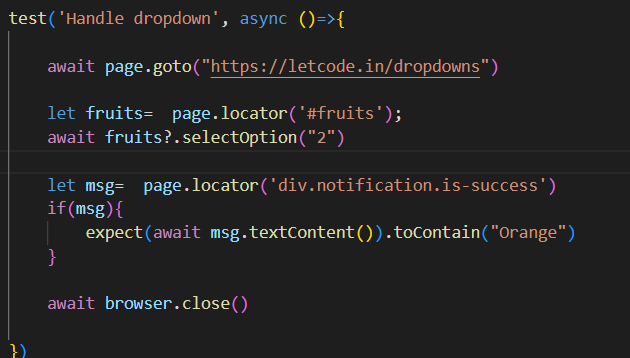 test('Handle dropdown', async ()=>{
await page.goto("https://letcode.in/dropdowns")
let fruits=  page.locator('#fruits');
await fruits?.selectOption("2")
let msg=  page.locator('div.notification.is-success')
if(msg){
expect(await msg.textContent()).toContain("Orange")
}
await browser.close()
})